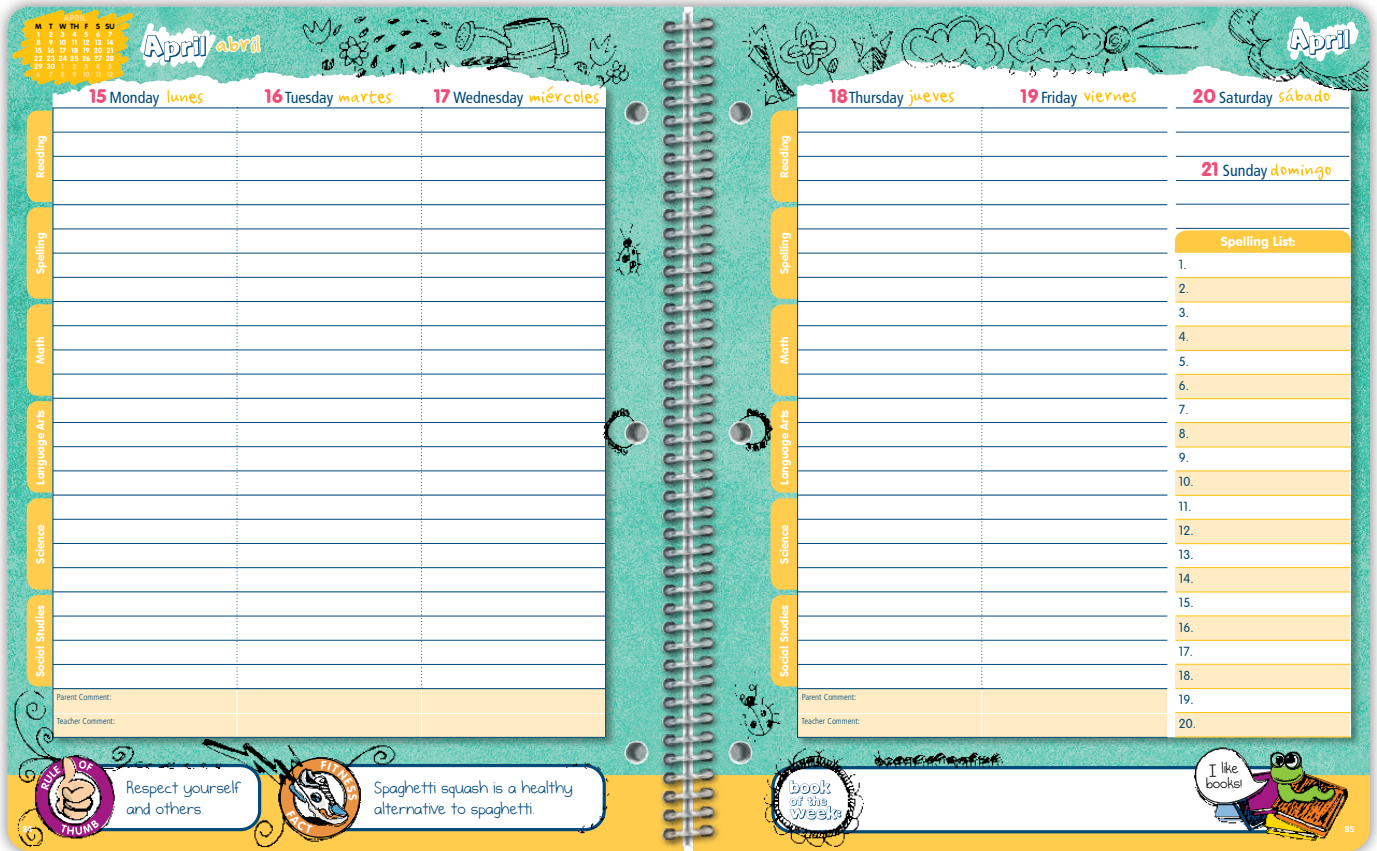 APRIL
M T W TH F S SU
1 2 3 4 5 6 7
8 9 10 11 12 13 14
15 16 17 18 19 20 21
22 23 24 25 26 27 28
29 30 1 2 3 4 5
6 7 8 9 10 11 12
April abril
April
15 Monday lunes
16 Tuesday martes
17 Wednesday miércoles
18 Thursday jueves
19 Friday viernes
20 Saturday sábado
21 Sunday domingo
Reading
Spelling
Math
Language Arts
Science
Social Studies
Parent Comment:
Teacher Comment:
Reading
Spelling
Math
Language Arts
Science
Social Studies
Parent Comment:
Teacher Comment:
Spelling List:
1.
2.
3.
4.
5.
6.
7.
8.
9.
10.
11.
12.
13.
14.
15.
16.
17.
18.
19.
20.
RULE OF
THUMB
Respect yourself
and others.
FITNESS
FACT
Spaghetti squash is a healthy
alternative to spaghetti.
book
of the
week:
I like
books!
85